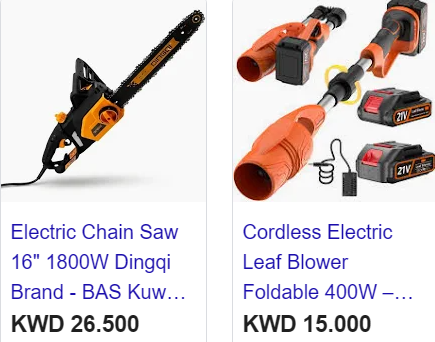 Electric Chain Saw
16" 1800W Dingqi
Brand - BAS Kuw...
KWD 26.500
21V
21V
Cordless Electric
Leaf Blower
Foldable 400W –...
KWD 15.000